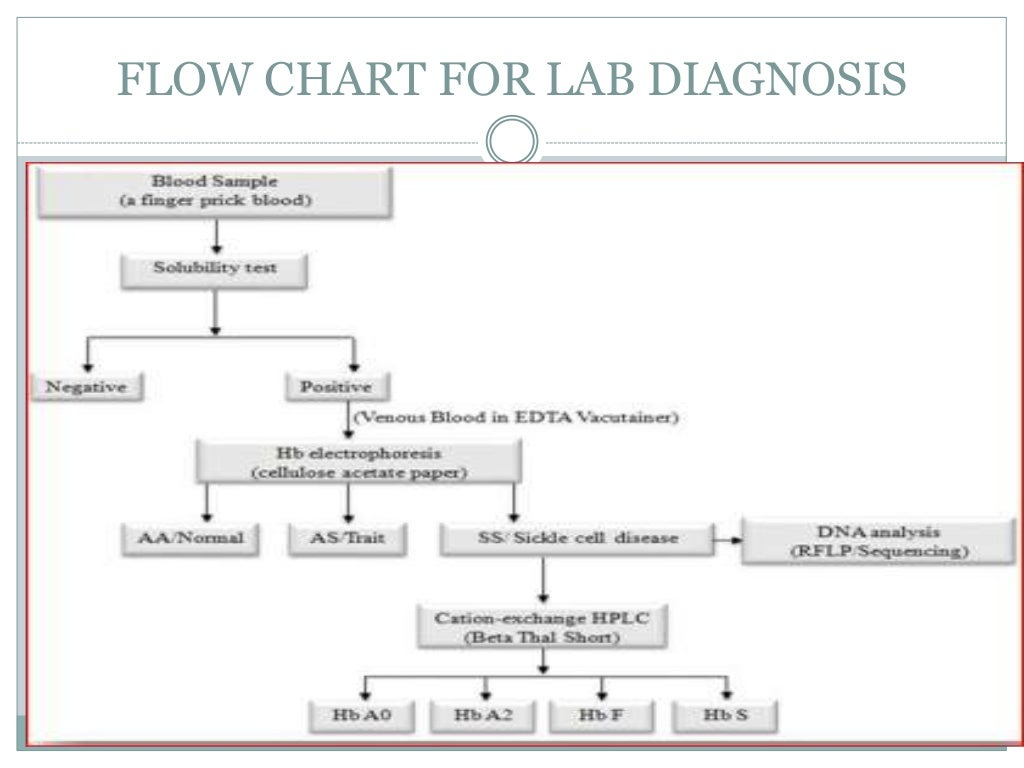 FLOW CHART FOR LAB DIAGNOSIS
Blood Sample
(a finger prick blood)
Solubility test
Negative
Positive
(Venous Blood in EDTA Vacutainer)
Hb electrophoresis
(cellulose acetate paper)
AA/Normal
AS/Trait
SS/ Sickle cell disease
DNA analysis
(RFLP/Sequencing)
Cation-exchange HPLC
(Beta Thal Short)
Hb A0
Hb A2
Hb F
Hb S